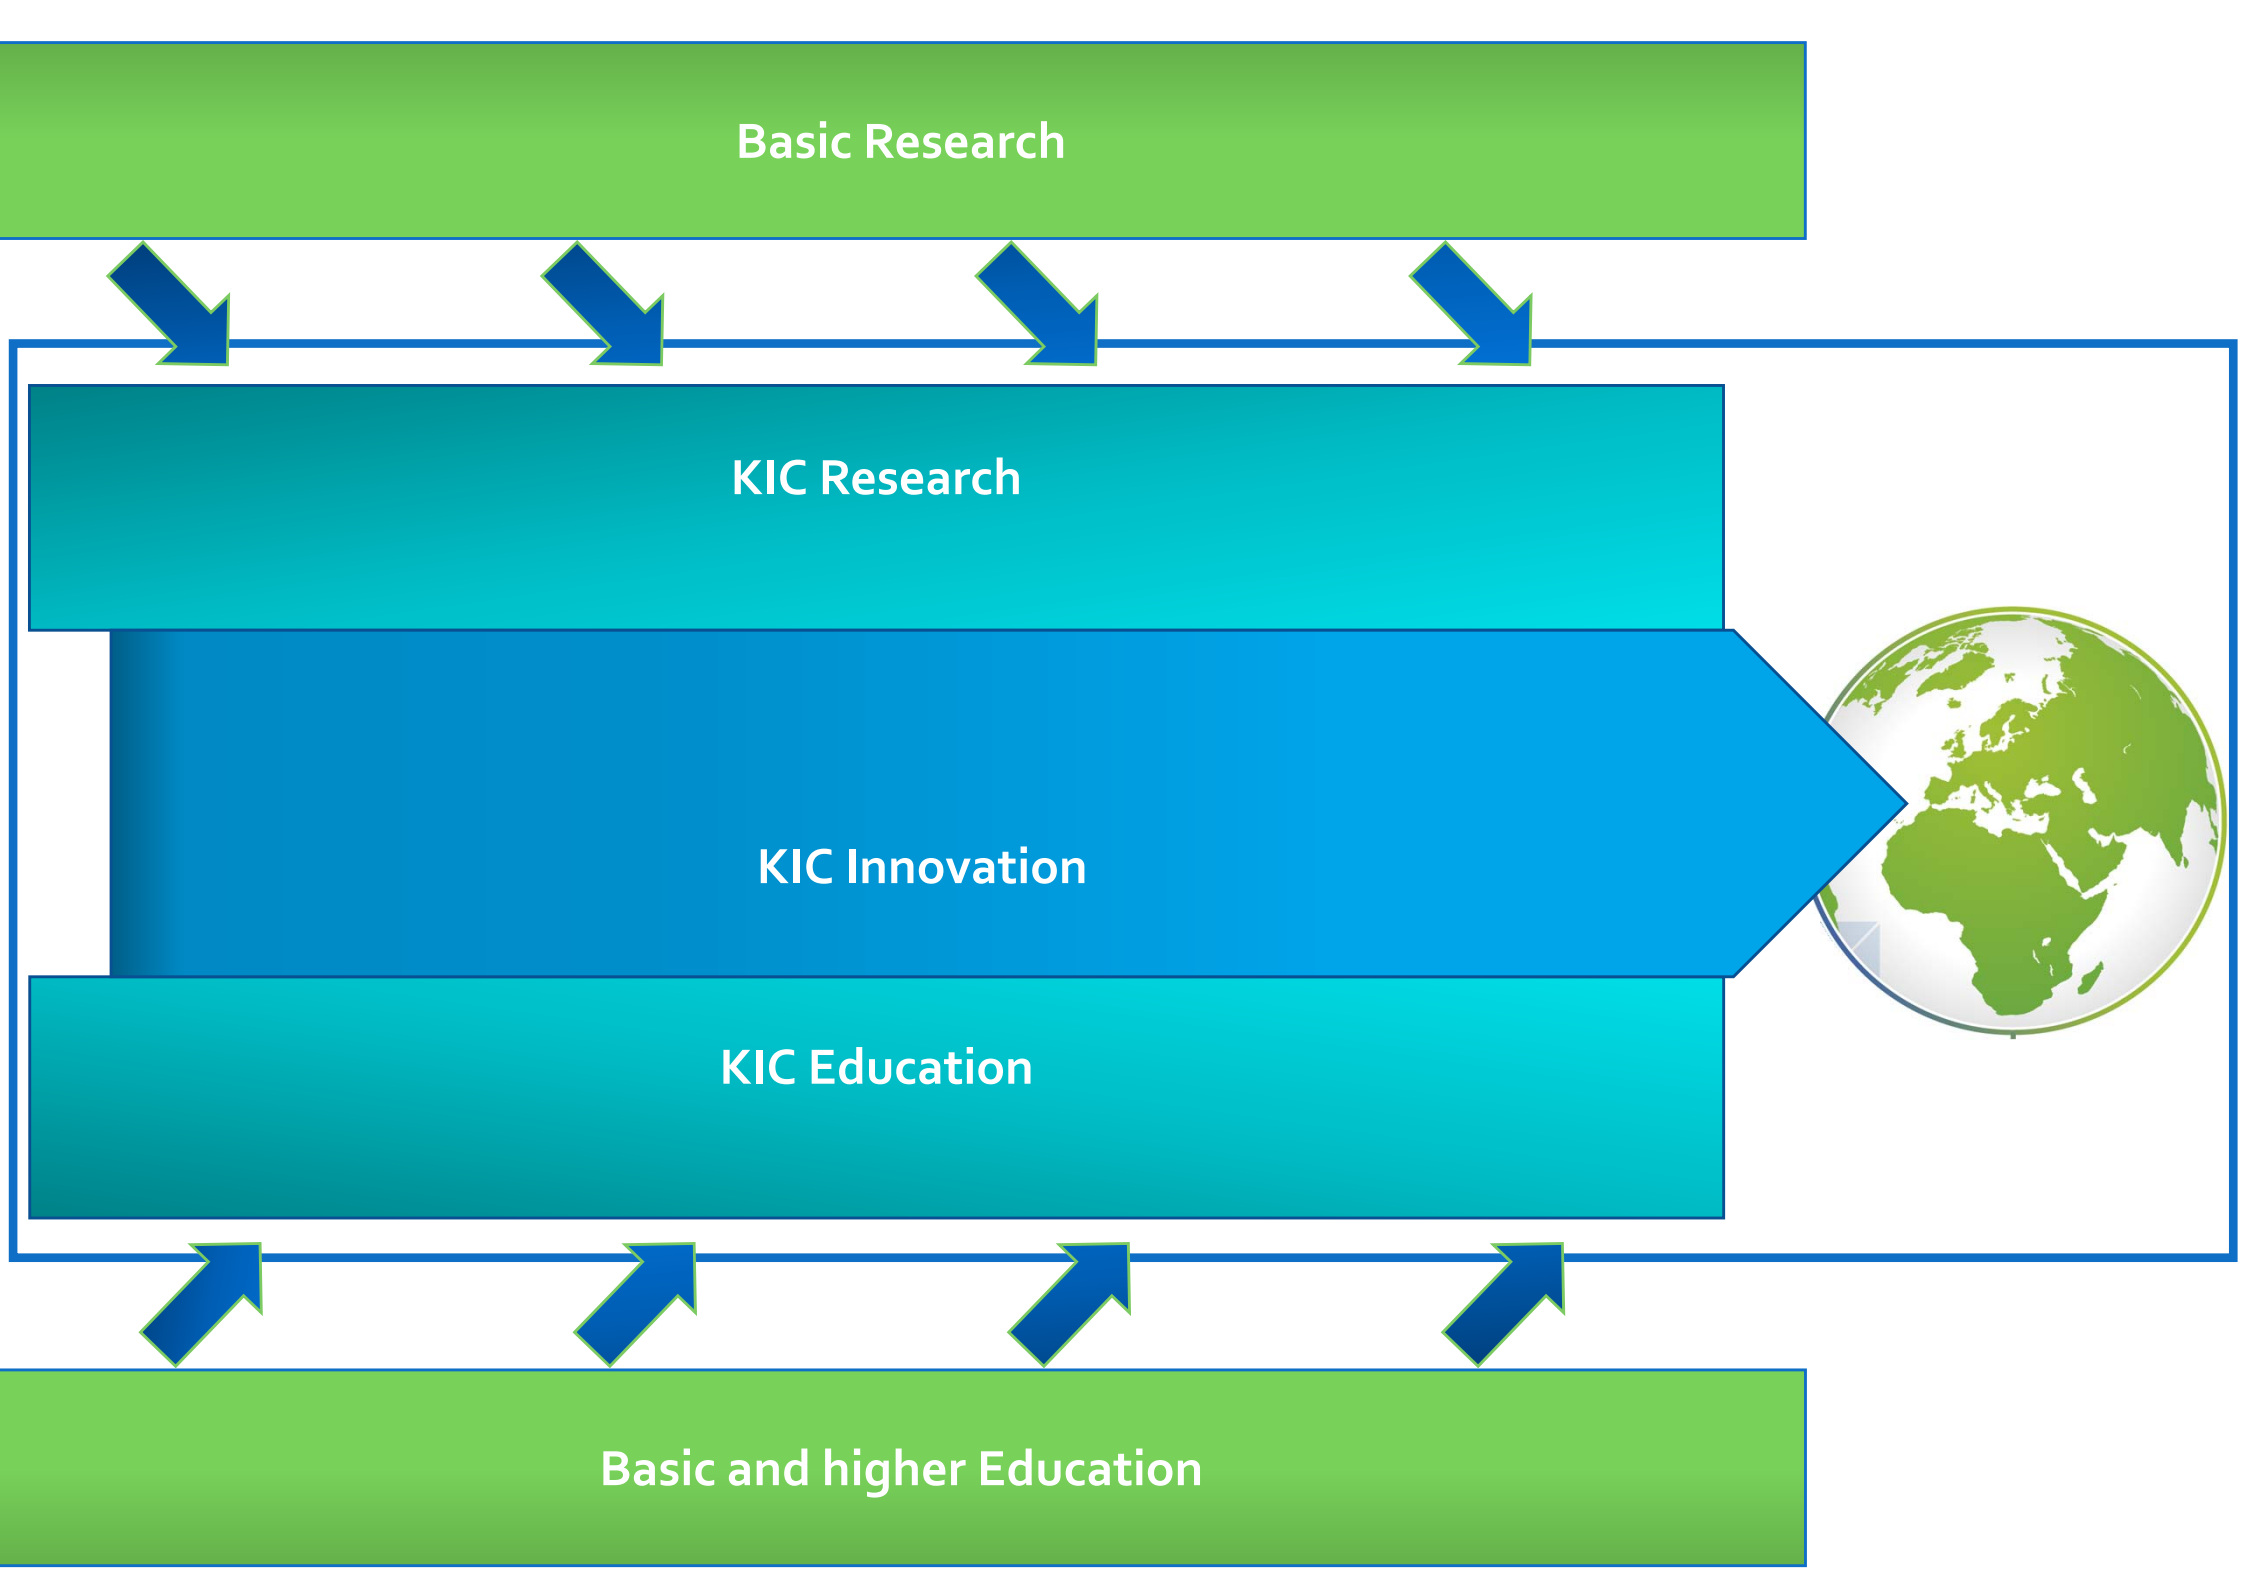 Basic Research
KIC Research
KIC Innovation
KIC Education
Basic and higher Education